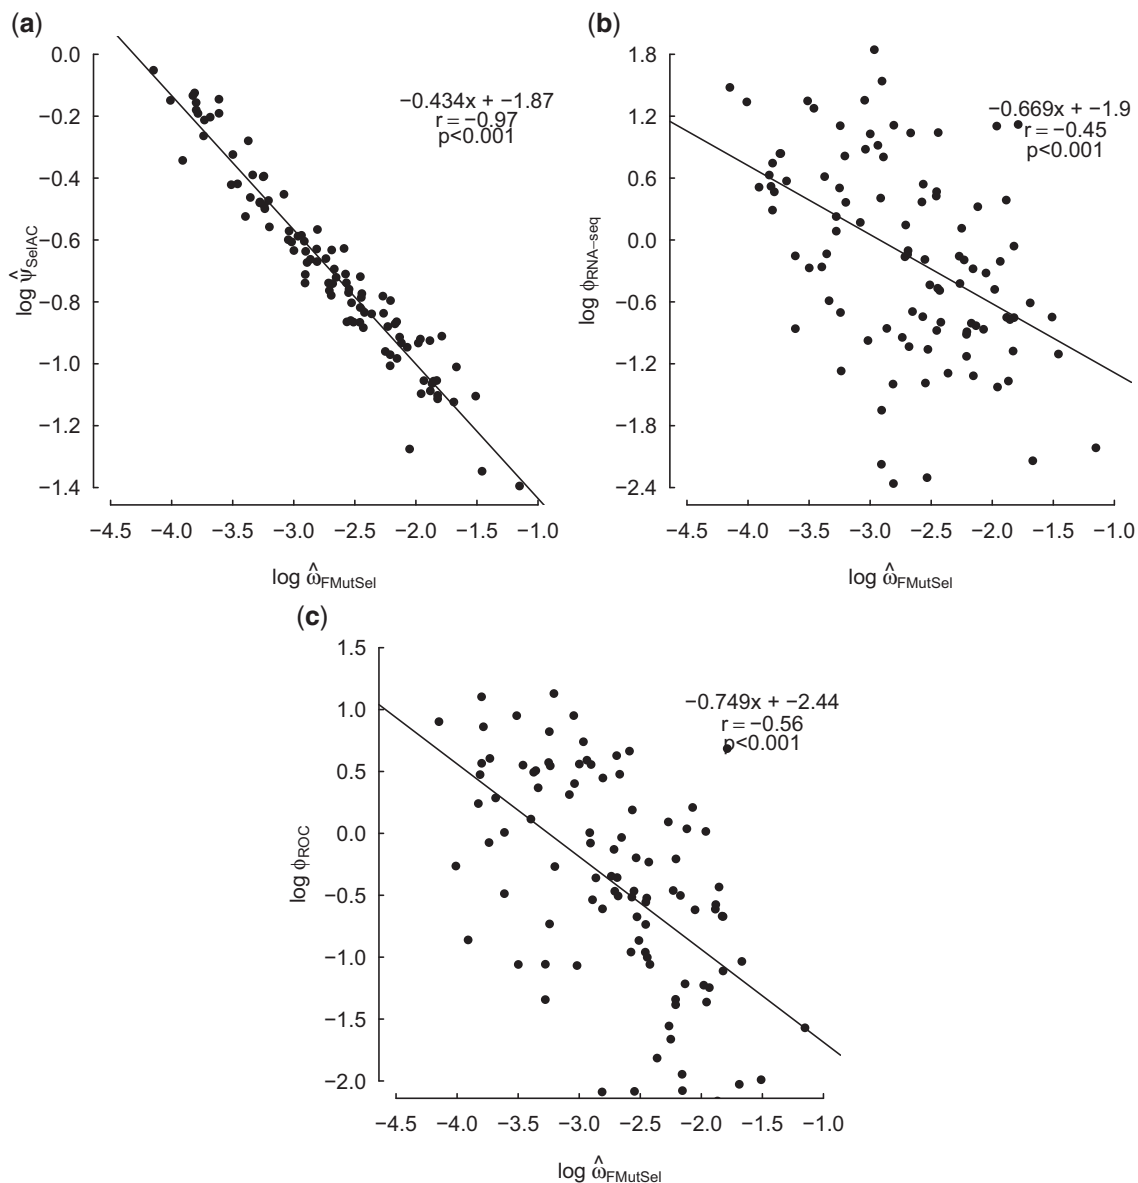 (a)
0.0
−0.2
−0.4
−0.6
−0.8
−1.0
−1.2
−1.4
log ψ̂SelAC
−0.434x + −1.87
r = −0.97
p<0.001
−4.5 −4.0 −3.5 −3.0 −2.5 −2.0 −1.5 −1.0
log ω̂FMutSel
(b)
1.8
1.2
0.6
0.0
−0.6
−1.2
−1.8
−2.4
log ϕRNA−seq
−0.669x + −1.9
r = −0.45
p<0.001
−4.5 −4.0 −3.5 −3.0 −2.5 −2.0 −1.5 −1.0
log ω̂FMutSel
(c)
1.5
1.0
0.5
0.0
−0.5
−1.0
−1.5
−2.0
log ϕROC
−0.749x + −2.44
r = −0.56
p<0.001
−4.5 −4.0 −3.5 −3.0 −2.5 −2.0 −1.5 −1.0
log ω̂FMutSel